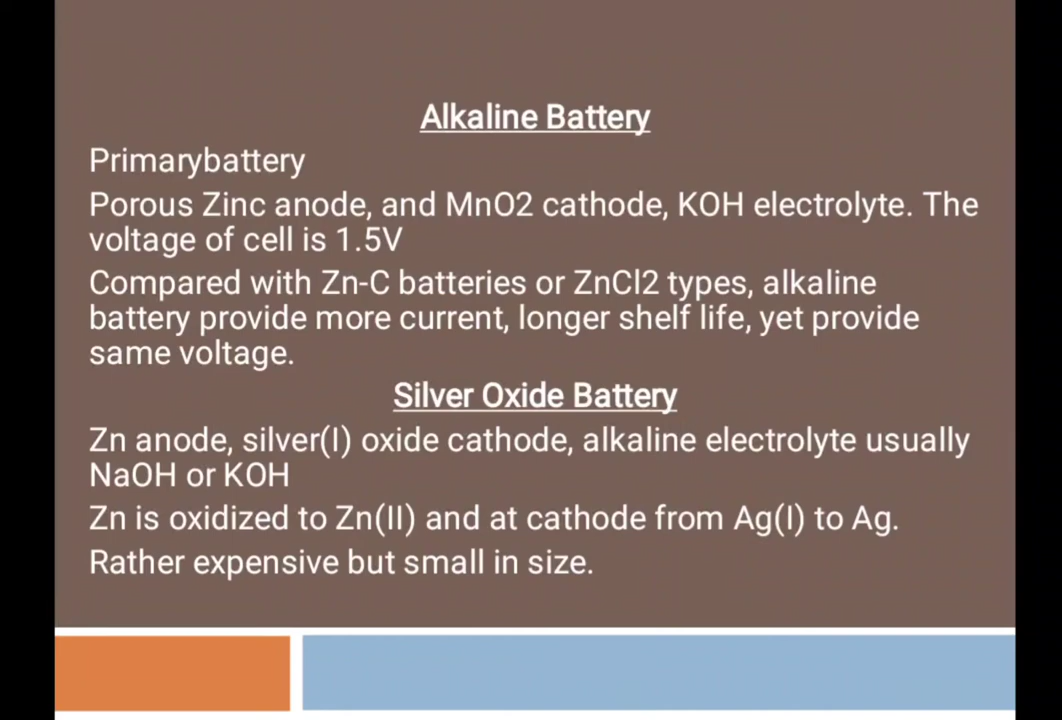 Alkaline Battery
Primarybattery
Porous Zinc anode, and MnO2 cathode, KOH electrolyte. The
voltage of cell is 1.5V
Compared with Zn-C batteries or ZnCl2 types, alkaline
battery provide more current, longer shelf life, yet provide
same voltage.
Silver Oxide Battery
Zn anode, silver(I) oxide cathode, alkaline electrolyte usually
NaOH or KOH
Zn is oxidized to Zn(II) and at cathode from Ag(I) to Ag.
Rather expensive but small in size.